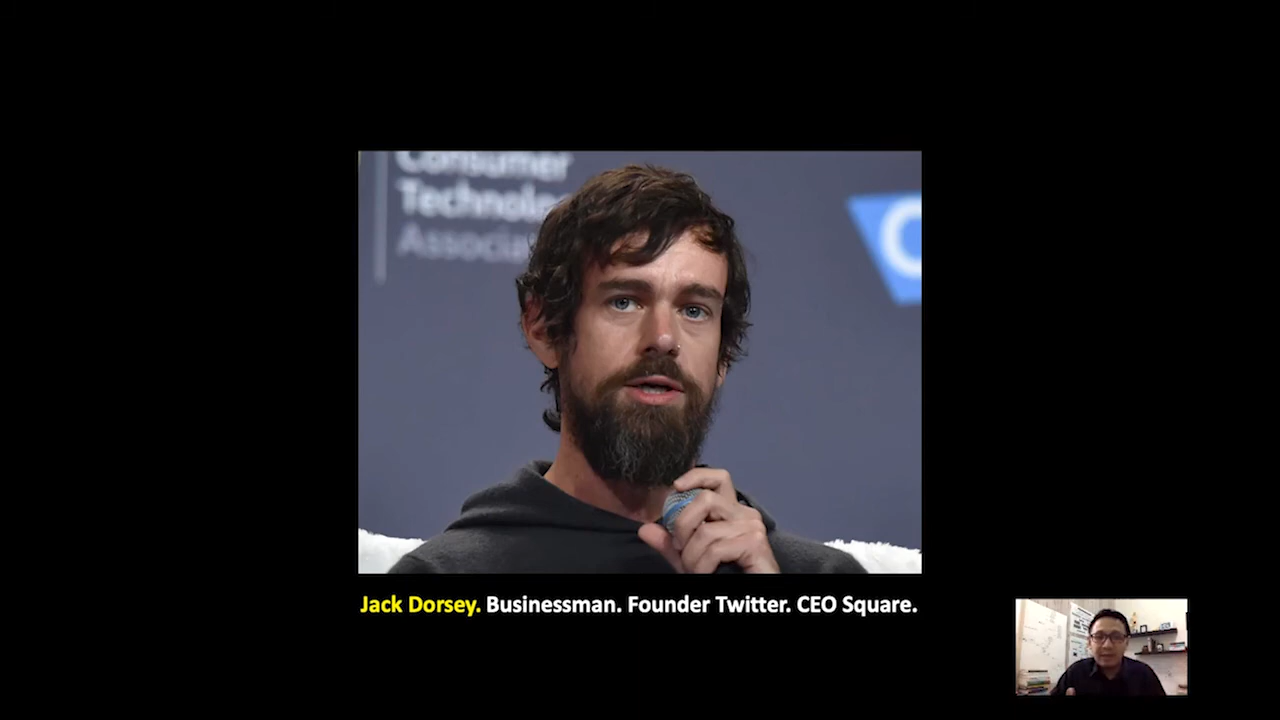 Consumer
Technolo
Associa
C
Jack Dorsey. Businessman. Founder Twitter. CEO Square.